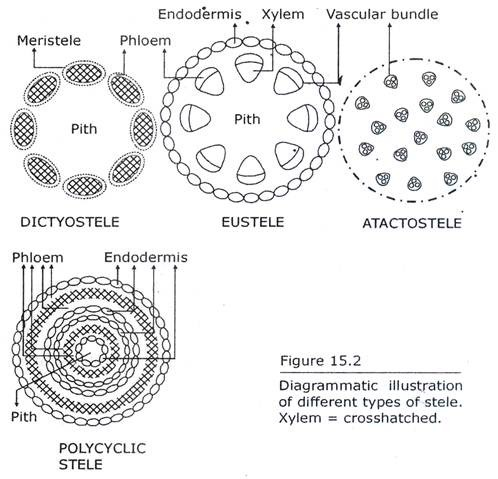 Endodermis Xylem Vascular bundle
Meristele Phloem
Pith Pith
DICTYOSTELE EUSTELE ATACTOSTELE
Phloem Endodermis
Pith
POLYCYCLIC
STELE
Figure 15.2
Diagrammatic illustration
of different types of stele.
Xylem = crosshatched.